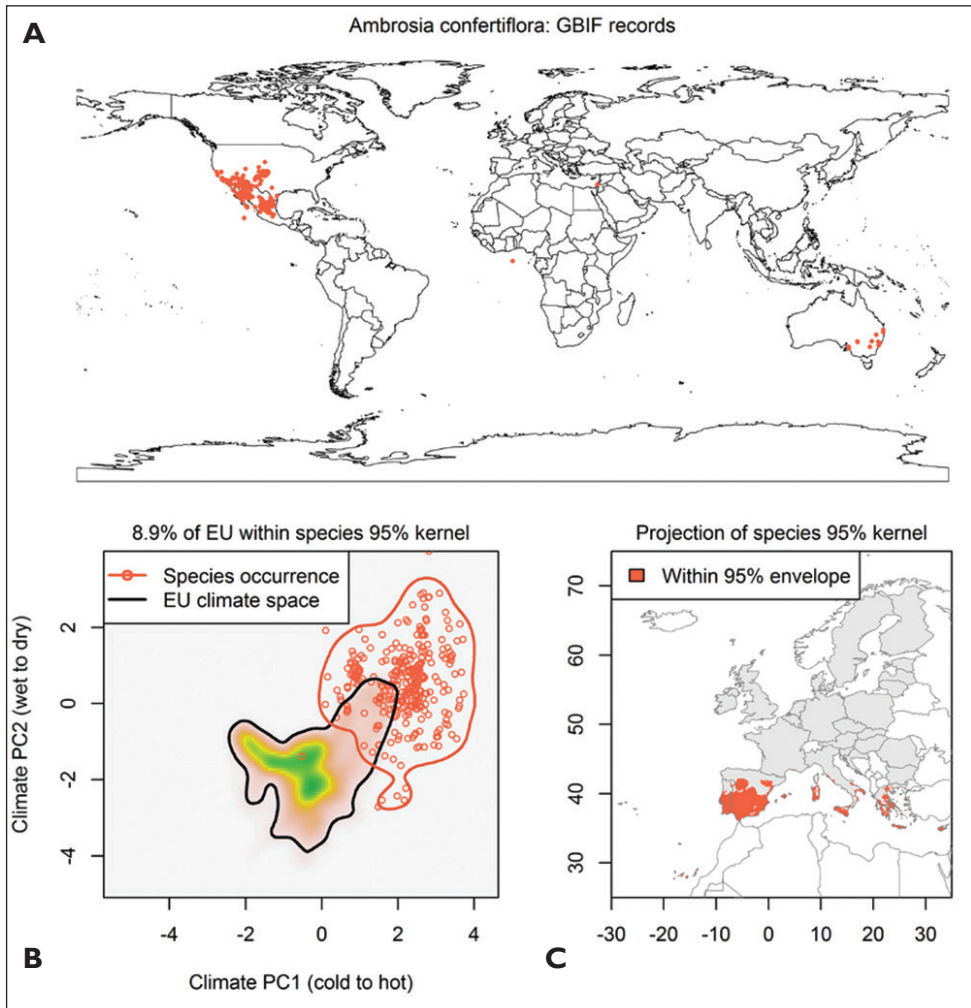 A
Ambrosia confertiflora: GBIF records
8.9% of EU within species 95% kernel
Species occurrence
EU climate space
Climate PC2 (wet to dry)
2
0
-2
-4
-4
-2
0
2
4
Climate PC1 (cold to hot)
B
Projection of species 95% kernel
Within 95% envelope
70
60
50
40
30
-30
-20
-10
0
10
20
30
C